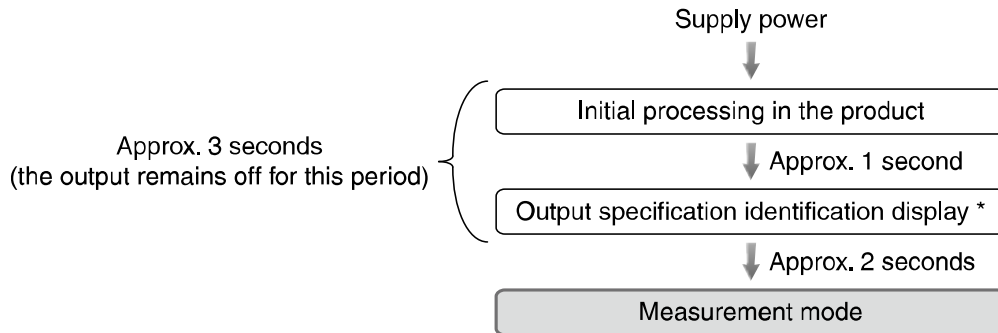 Supply power
Initial processing in the product
Approx. 3 seconds
(the output remains off for this period)
Approx. 1 second
Output specification identification display *
Approx. 2 seconds
Measurement mode